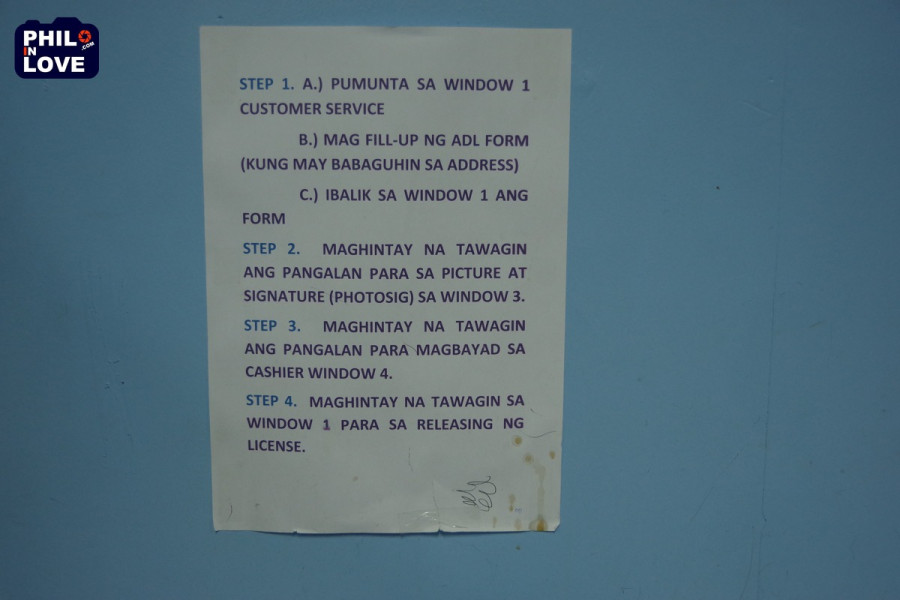 PHIL
IN
LOVE
.COM
STEP 1. A.) PUMUNTA SA WINDOW 1
CUSTOMER SERVICE
B.) MAG FILL-UP NG ADL FORM
(KUNG MAY BABAGUHIN SA ADDRESS)
C.) IBALIK SA WINDOW 1 ANG
FORM
STEP 2. MAGHINTAY NA TAWAGIN
ANG PANGALAN PARA SA PICTURE AT
SIGNATURE (PHOTOSIG) SA WINDOW 3.
STEP 3. MAGHINTAY NA TAWAGIN
ANG PANGALAN PARA MAGBAYAD SA
CASHIER WINDOW 4.
STEP 4. MAGHINTAY NA TAWAGIN SA
WINDOW 1 PARA SA RELEASING NG
LICENSE.